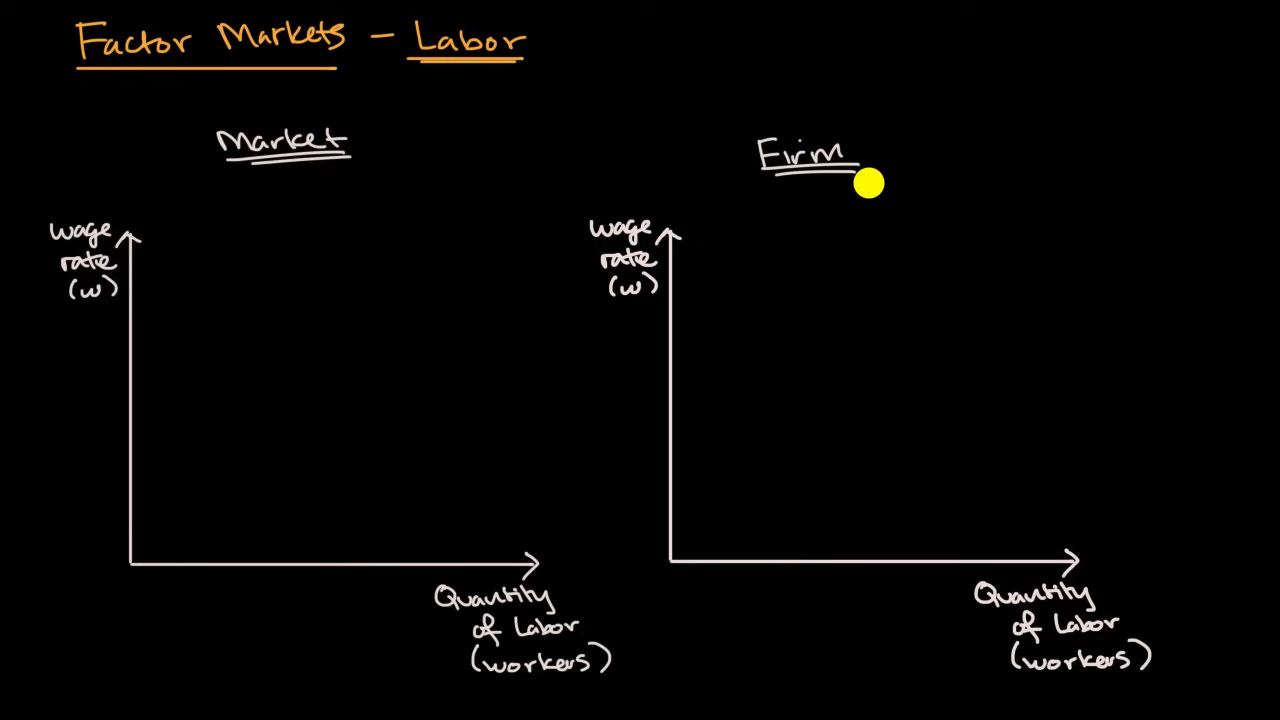 Factor Markets - Labor
Market
Firm
wage
rate
(w)
wage
rate
(w)
Quantity
of Labor
(workers)
Quantity
of Labor
(workers)